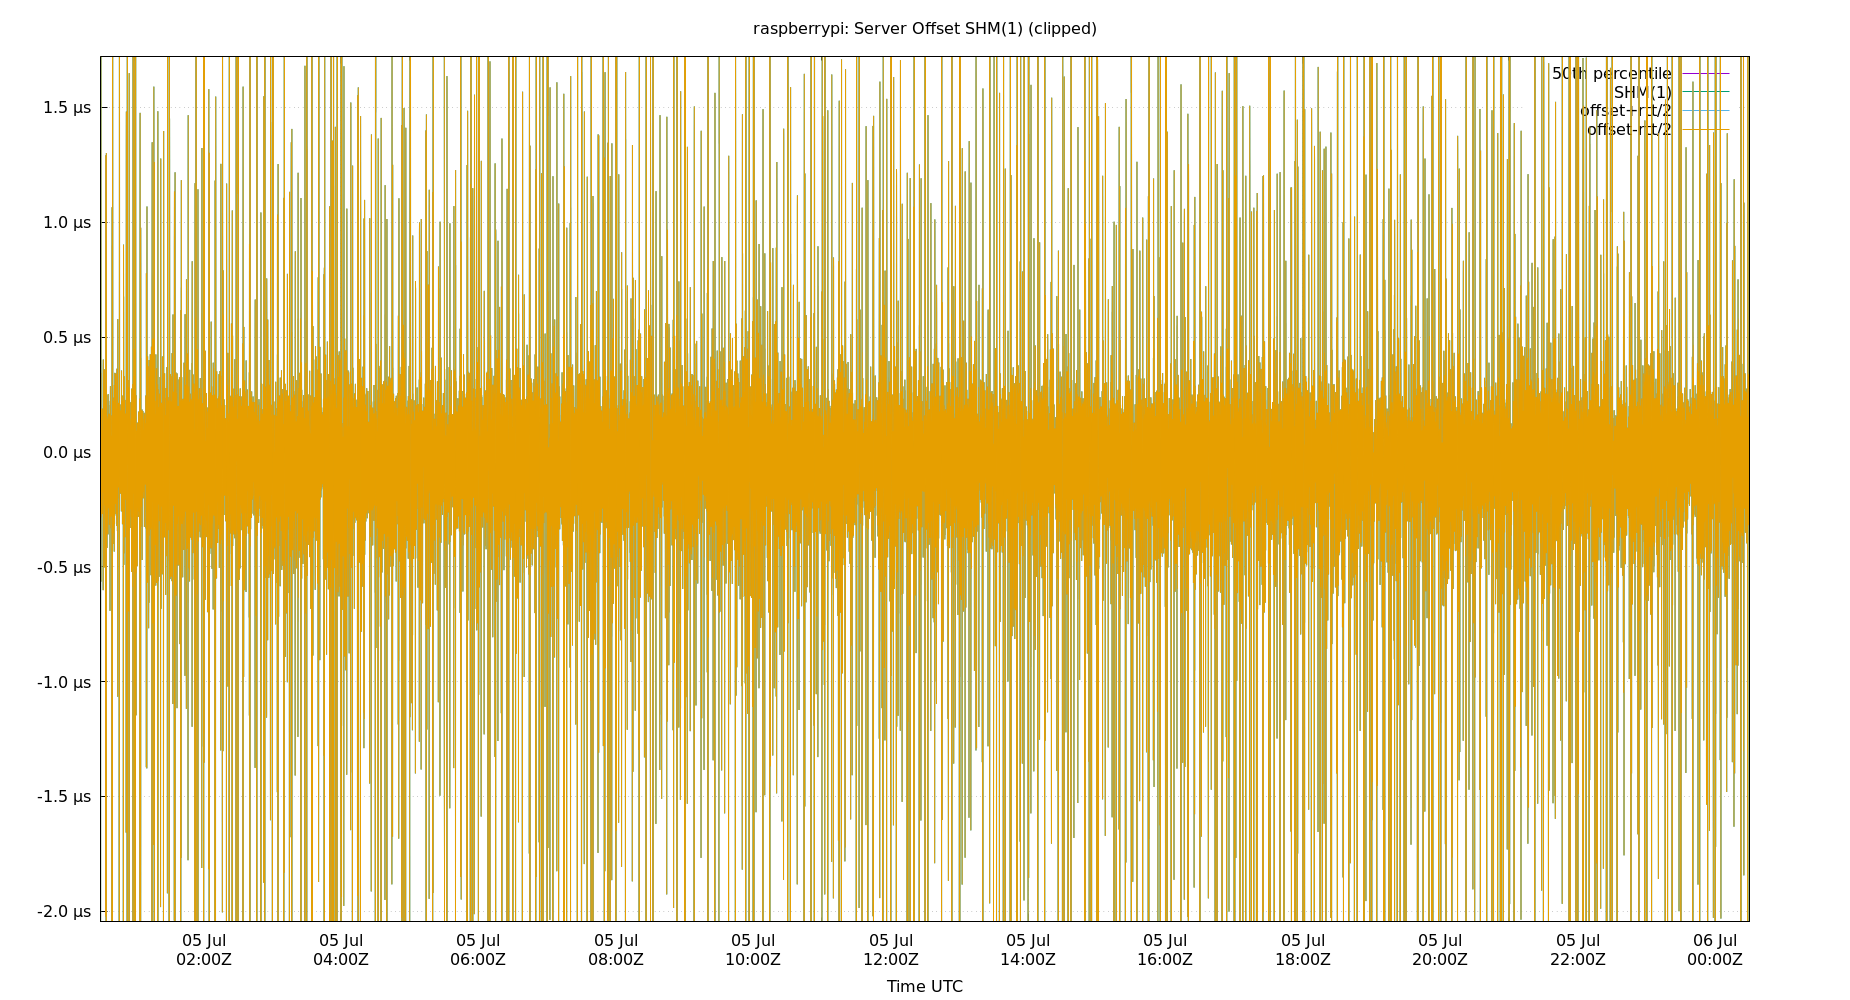 raspberrypi: Server Offset SHM(1) (clipped)
50th percentile
SHM(1)
offset+rtt/2
offset-rtt/2
1.5 µs
1.0 µs
0.5 µs
0.0 µs
-0.5 µs
-1.0 µs
-1.5 µs
-2.0 µs
05 Jul 05 Jul 05 Jul 05 Jul 05 Jul 05 Jul 05 Jul 05 Jul 05 Jul 05 Jul 05 Jul 06 Jul
02:00Z 04:00Z 06:00Z 08:00Z 10:00Z 12:00Z 14:00Z 16:00Z 18:00Z 20:00Z 22:00Z 00:00Z
Time UTC